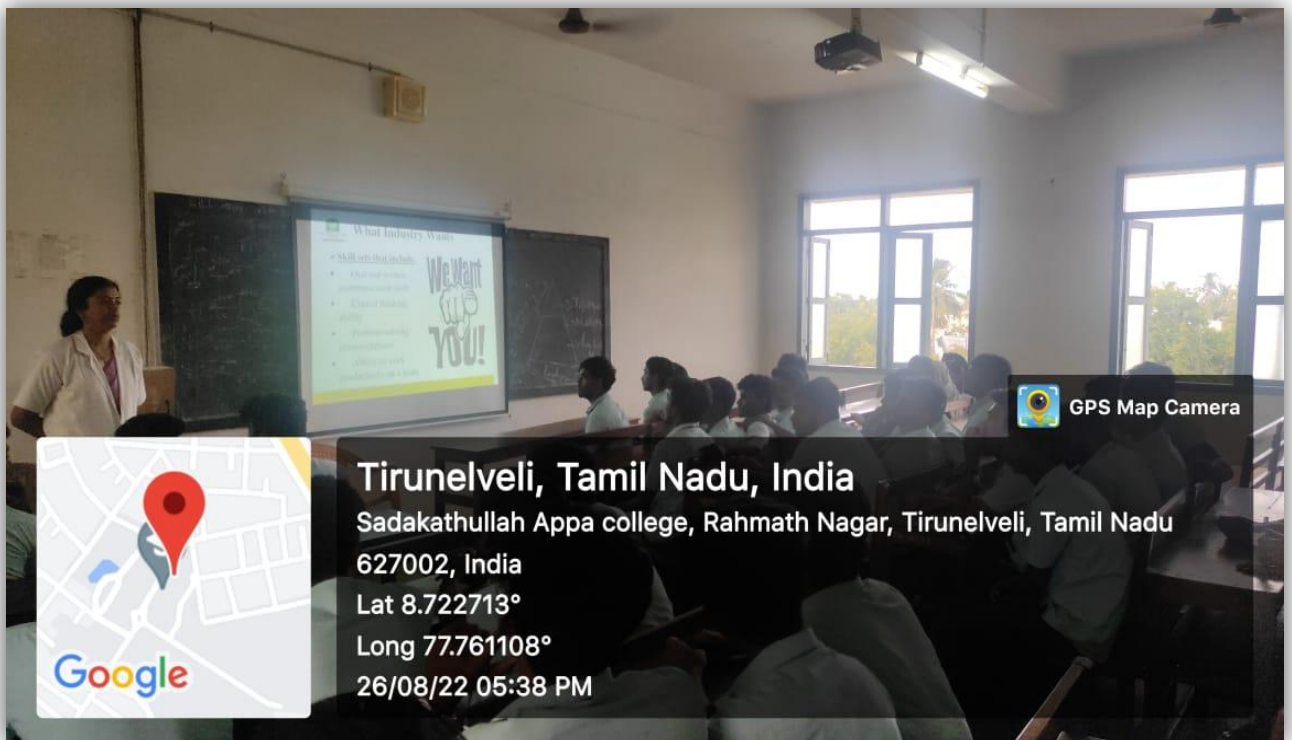 What Industry Wants
Skill sets that include
We Want
YOU!
GPS Map Camera
Tirunelveli, Tamil Nadu, India
Sadakathullah Appa college, Rahmath Nagar, Tirunelveli, Tamil Nadu
627002, India
Lat 8.722713°
Long 77.761108°
26/08/22 05:38 PM
Google